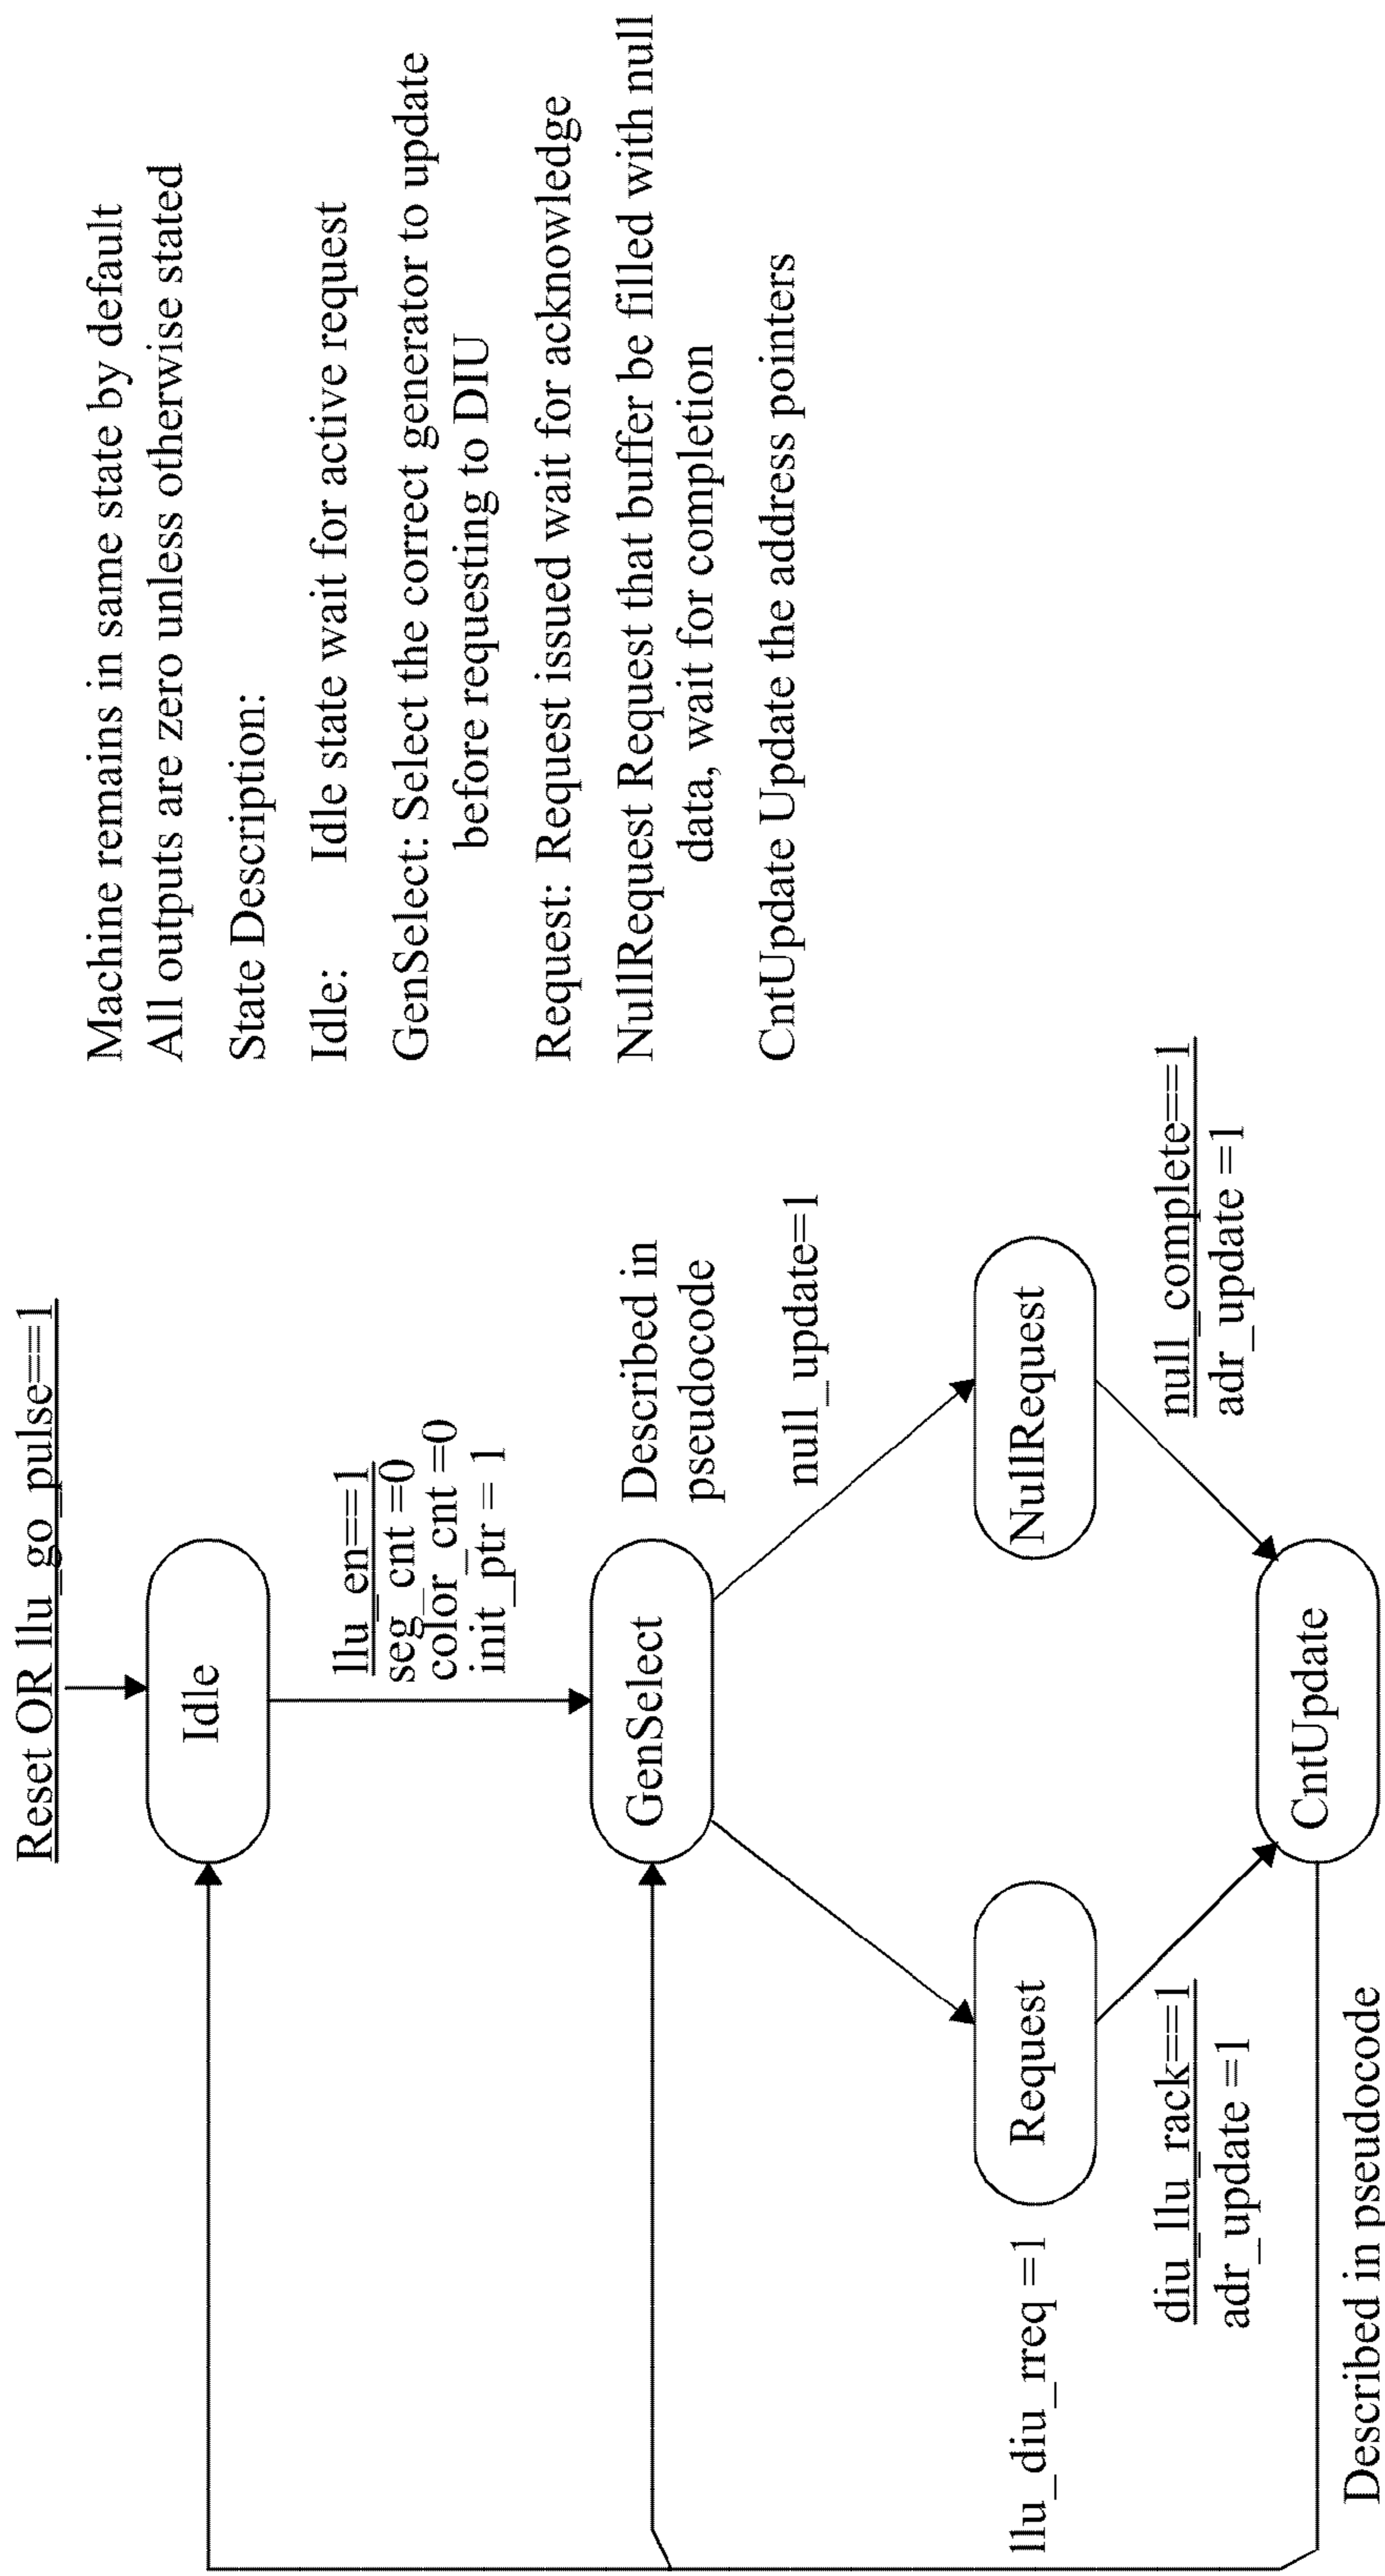 Reset OR llu_go_pulse==1
Idle
llu_en==1
seg_cnt =0
color_cnt =0
init_ptr = 1
GenSelect
Described in
pseudocode
null_update=1
llu_diu_rreq =1
Request
NullRequest
diu_llu_rack==1
adr_update =1
null_complete==1
adr_update =1
CntUpdate
Described in pseudocode
Machine remains in same state by default
All outputs are zero unless otherwise stated
State Description:
Idle: Idle state wait for active request
GenSelect: Select the correct generator to update
before requesting to DIU
Request: Request issued wait for acknowledge
NullRequest Request that buffer be filled with null
data, wait for completion
CntUpdate Update the address pointers